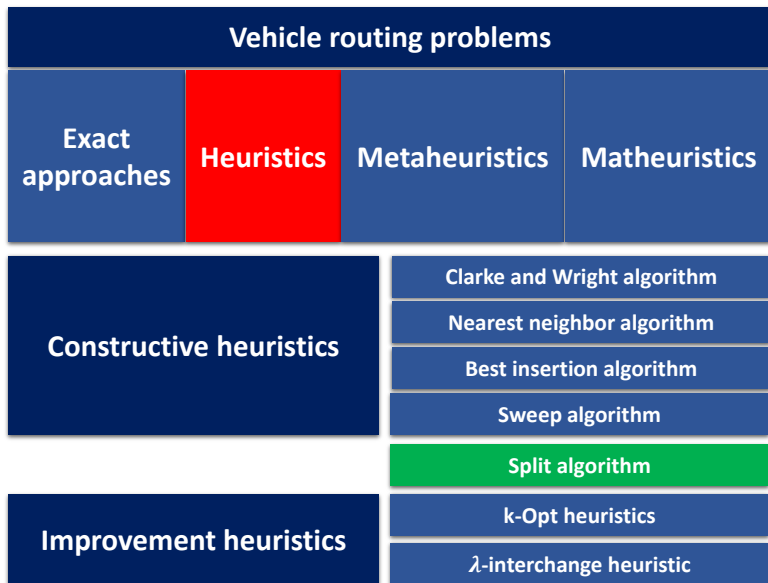 Vehicle routing problems
Exact
approaches
Heuristics
Metaheuristics
Matheuristics
Constructive heuristics
Clarke and Wright algorithm
Nearest neighbor algorithm
Best insertion algorithm
Sweep algorithm
Split algorithm
Improvement heuristics
k-Opt heuristics
λ-interchange heuristic